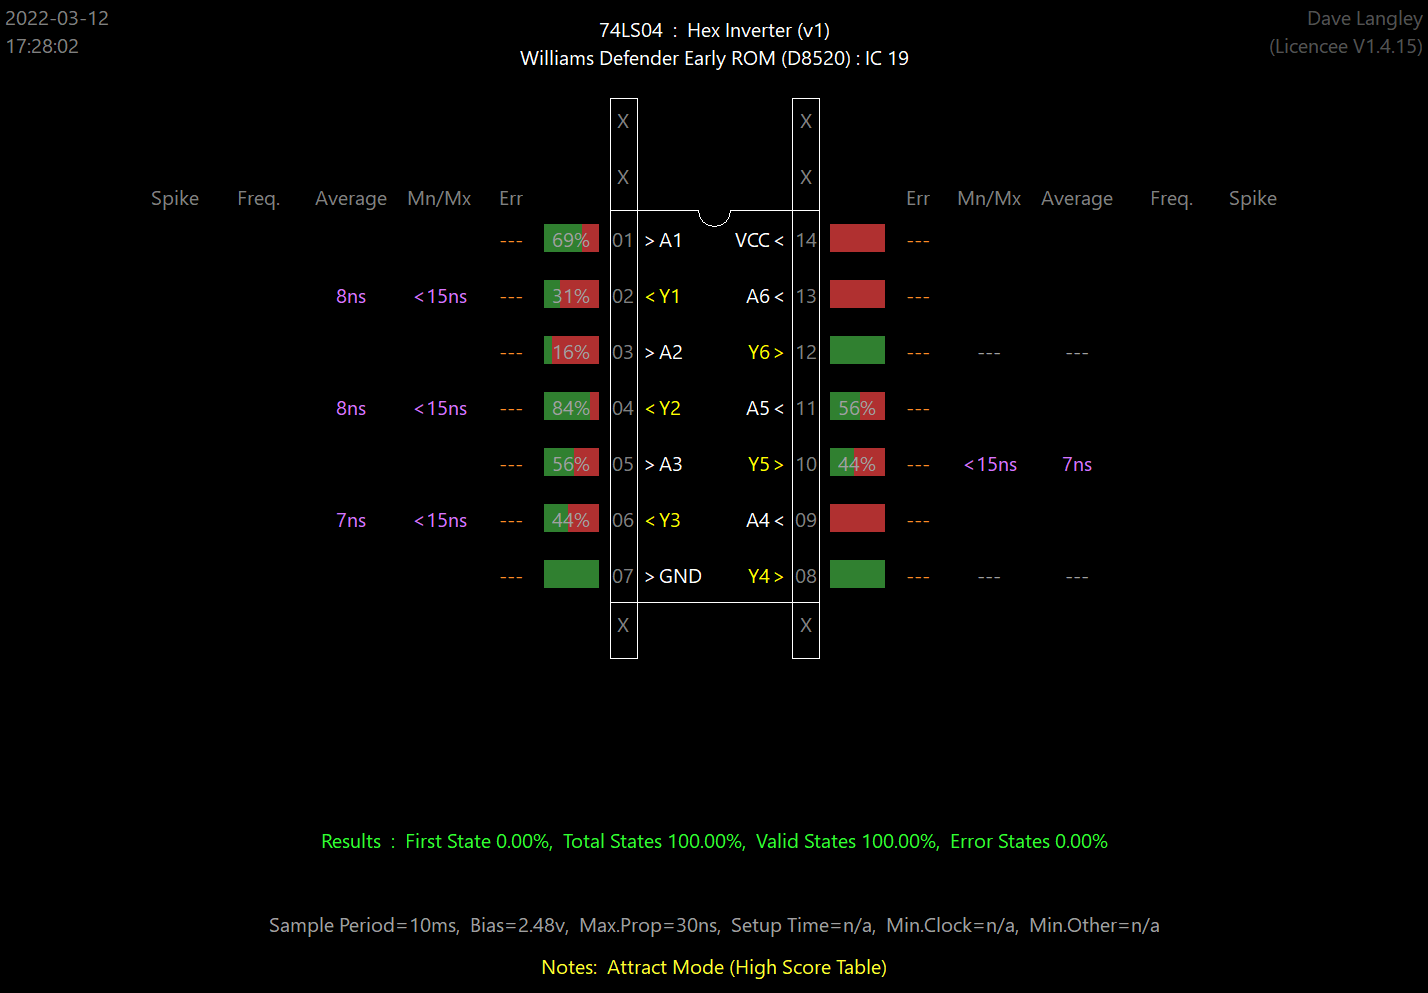 2022-03-12
17:28:02
74LS04 : Hex Inverter (v1)
Williams Defender Early ROM (D8520) : IC 19
Dave Langley
(Licencee V1.4.15)
X X
X X
Spike Freq. Average Mn/Mx Err Err Mn/Mx Average Freq. Spike
--- 69% 01 > A1 VCC < 14 ---
8ns <15ns --- 31% 02 < Y1 A6 < 13 ---
--- 16% 03 > A2 Y6 > 12 --- --- ---
8ns <15ns --- 84% 04 < Y2 A5 < 11 56% ---
--- 56% 05 > A3 Y5 > 10 44% --- <15ns 7ns
7ns <15ns --- 44% 06 < Y3 A4 < 09 ---
--- 07 > GND Y4 > 08 --- --- ---
X X
Results : First State 0.00%, Total States 100.00%, Valid States 100.00%, Error States 0.00%
Sample Period=10ms, Bias=2.48v, Max.Prop=30ns, Setup Time=n/a, Min.Clock=n/a, Min.Other=n/a
Notes: Attract Mode (High Score Table)